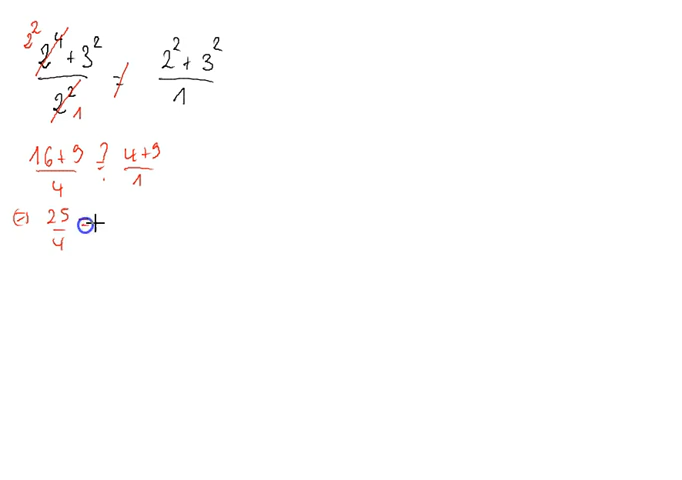 2² 2⁴ + 3² / 2² 1 ≠ 2² + 3² / 1
16 + 9 / 4 ≟ 4 + 9 / 1
⇔ 25 / 4 =